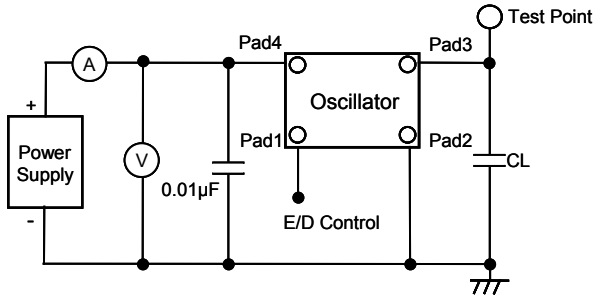 Test Point
Pad4
Pad3
A
Oscillator
+
Pad1
Pad2
Power
Supply
V
0.01µF
CL
E/D Control
-